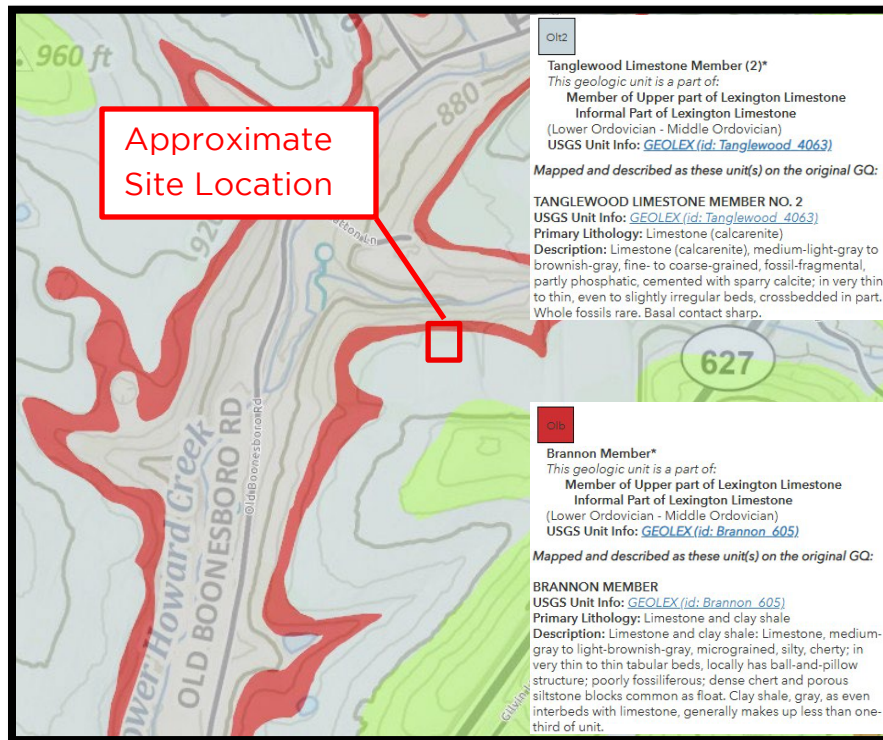 960 ft
880
920
Approximate
Site Location
Old Boonesboro Rd
OLD BOONESBORO RD
Lower Howard Creek
627
Olt2
Tanglewood Limestone Member (2)*
This geologic unit is a part of:
Member of Upper part of Lexington Limestone
Informal Part of Lexington Limestone
(Lower Ordovician - Middle Ordovician)
USGS Unit Info: GEOLEX (id: Tanglewood_4063)
Mapped and described as these unit(s) on the original GQ:
TANGLEWOOD LIMESTONE MEMBER NO. 2
USGS Unit Info: GEOLEX (id: Tanglewood_4063)
Primary Lithology: Limestone (calcarenite)
Description: Limestone (calcarenite), medium-light-gray to
brownish-gray, fine- to coarse-grained, fossil-fragmental,
partly phosphatic, cemented with sparry calcite; in very thin
to thin, even to slightly irregular beds, crossbedded in part.
Whole fossils rare. Basal contact sharp.
Olb
Brannon Member*
This geologic unit is a part of:
Member of Upper part of Lexington Limestone
Informal Part of Lexington Limestone
(Lower Ordovician - Middle Ordovician)
USGS Unit Info: GEOLEX (id: Brannon_605)
Mapped and described as these unit(s) on the original GQ:
BRANNON MEMBER
USGS Unit Info: GEOLEX (id: Brannon_605)
Primary Lithology: Limestone and clay shale
Description: Limestone and clay shale: Limestone, medium-
gray to light-brownish-gray, micrograined, silty, cherty; in
very thin to thin tabular beds, locally has ball-and-pillow
structure; poorly fossiliferous; dense chert and porous
siltstone blocks common as float. Clay shale, gray, as even
interbeds with limestone, generally makes up less than one-
third of unit.